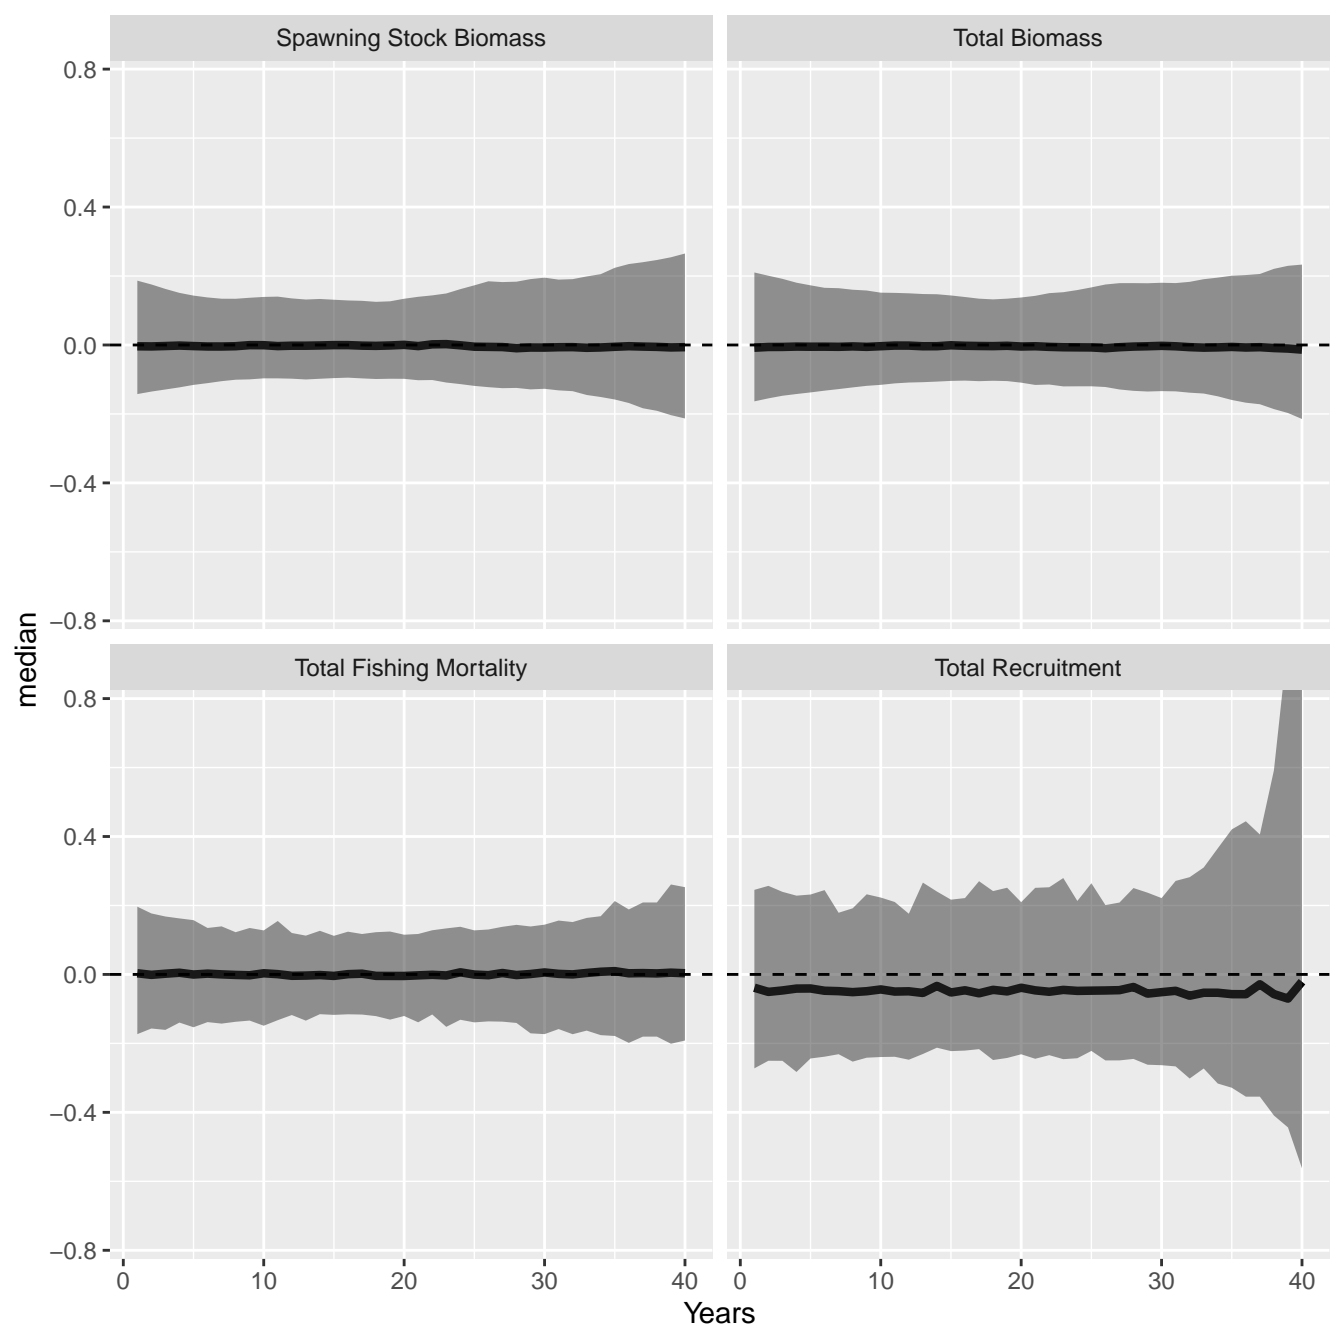 Spawning Stock Biomass
Total Biomass
0.8
0.4
0.0
−0.4
−0.8
median
Total Fishing Mortality
Total Recruitment
0.8
0.4
0.0
−0.4
−0.8
0 10 20 30 40
0 10 20 30 40
Years